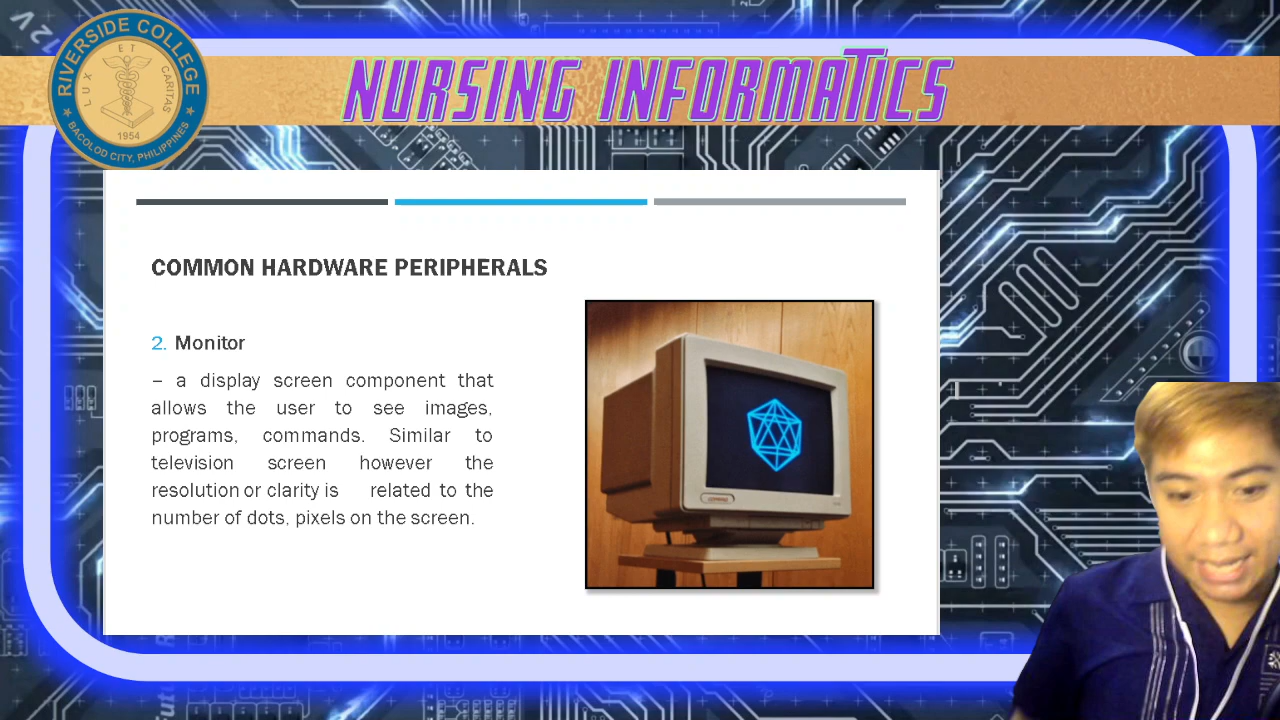 12V
RIVERSIDE COLLEGE
LUX ET CARITAS
1954
BACOLOD CITY, PHILIPPINES
NURSING INFORMATICS
COMMON HARDWARE PERIPHERALS
2. Monitor
– a display screen component that
allows the user to see images,
programs, commands. Similar to
television screen however the
resolution or clarity is related to the
number of dots, pixels on the screen.